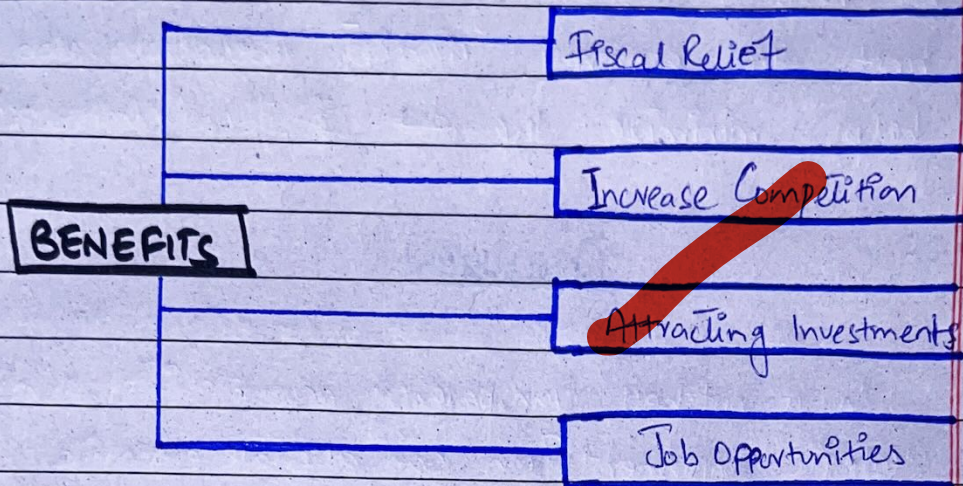 Fiscal Relief
Increase Competition
BENEFITS
Attracting Investments
Job Opportunities